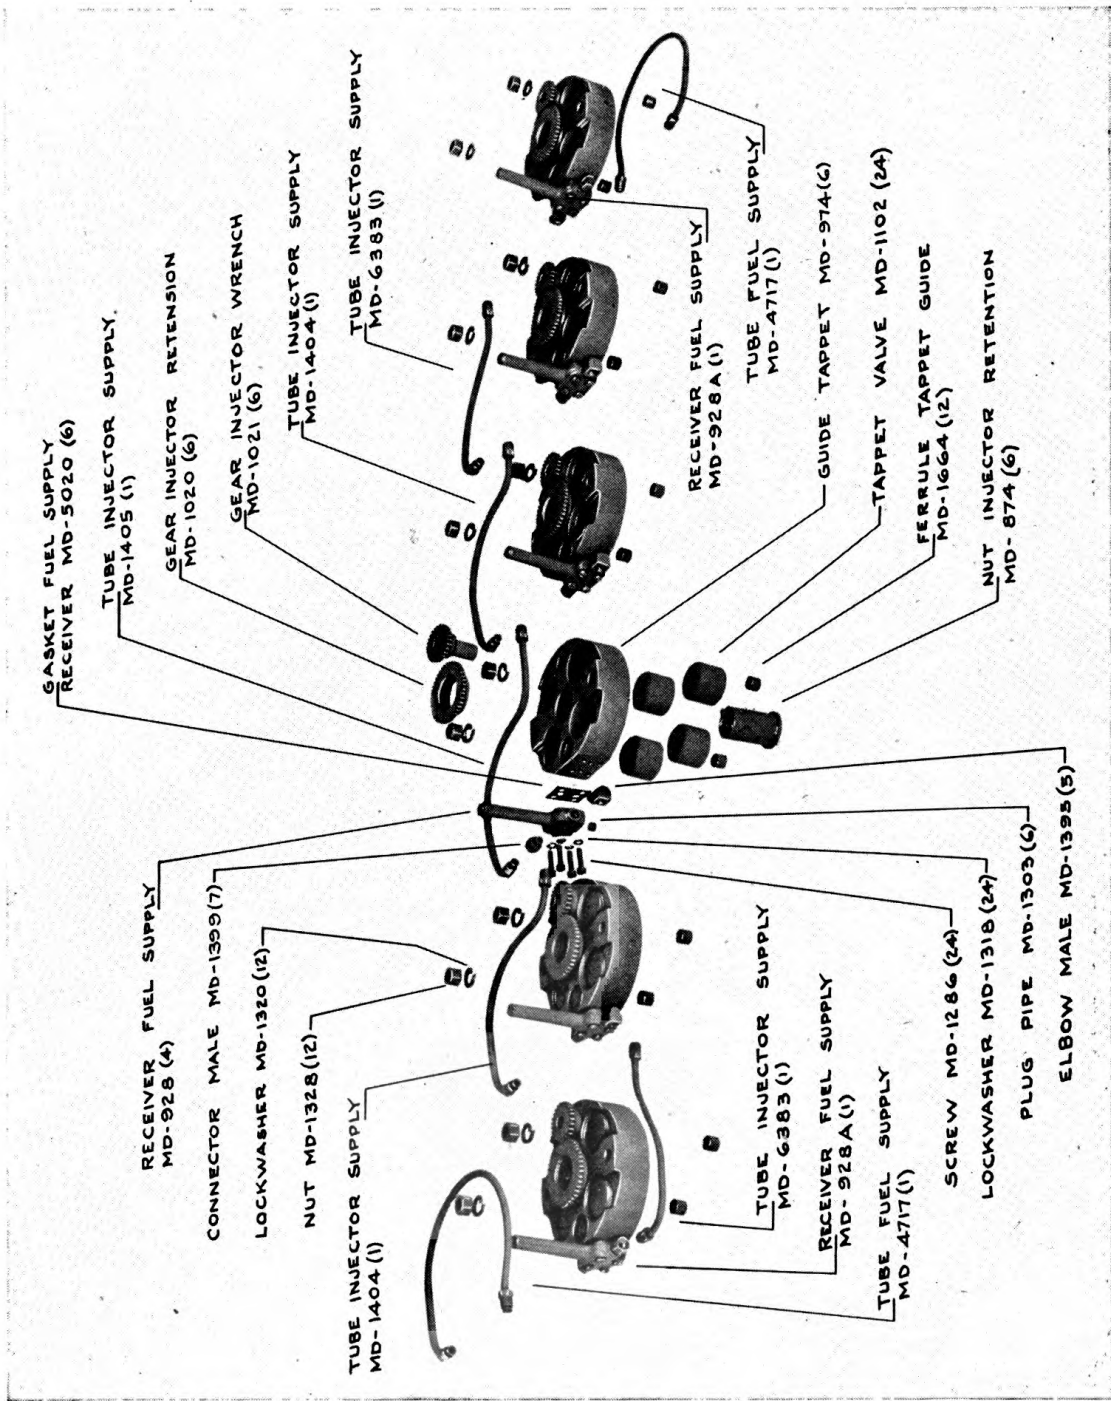 GASKET FUEL SUPPLY
RECEIVER MD-5020 (6)
TUBE INJECTOR SUPPLY
MD-1405 (1)
GEAR INJECTOR RETENSION
MD-1020 (6)
GEAR INJECTOR WRENCH
MD-1021 (6)
TUBE INJECTOR SUPPLY
MD-1404 (1)
TUBE INJECTOR SUPPLY
MD-6383 (1)
RECEIVER FUEL SUPPLY
MD-928 (4)
CONNECTOR MALE MD-1399 (7)
LOCKWASHER MD-1320 (12)
NUT MD-1328 (12)
TUBE INJECTOR SUPPLY
MD-1404 (1)
TUBE INJECTOR SUPPLY
MD-6383 (1)
RECEIVER FUEL SUPPLY
MD-928A (1)
TUBE FUEL SUPPLY
MD-4717 (1)
SCREW MD-1286 (24)
LOCKWASHER MD-1318 (24)
PLUG PIPE MD-1303 (6)
ELBOW MALE MD-1395 (5)
RECEIVER FUEL SUPPLY
MD-928A (1)
TUBE FUEL SUPPLY
MD-4717 (1)
GUIDE TAPPET MD-974 (6)
TAPPET VALVE MD-1102 (24)
FERRULE TAPPET GUIDE
MD-1664 (12)
NUT INJECTOR RETENTION
MD-874 (6)